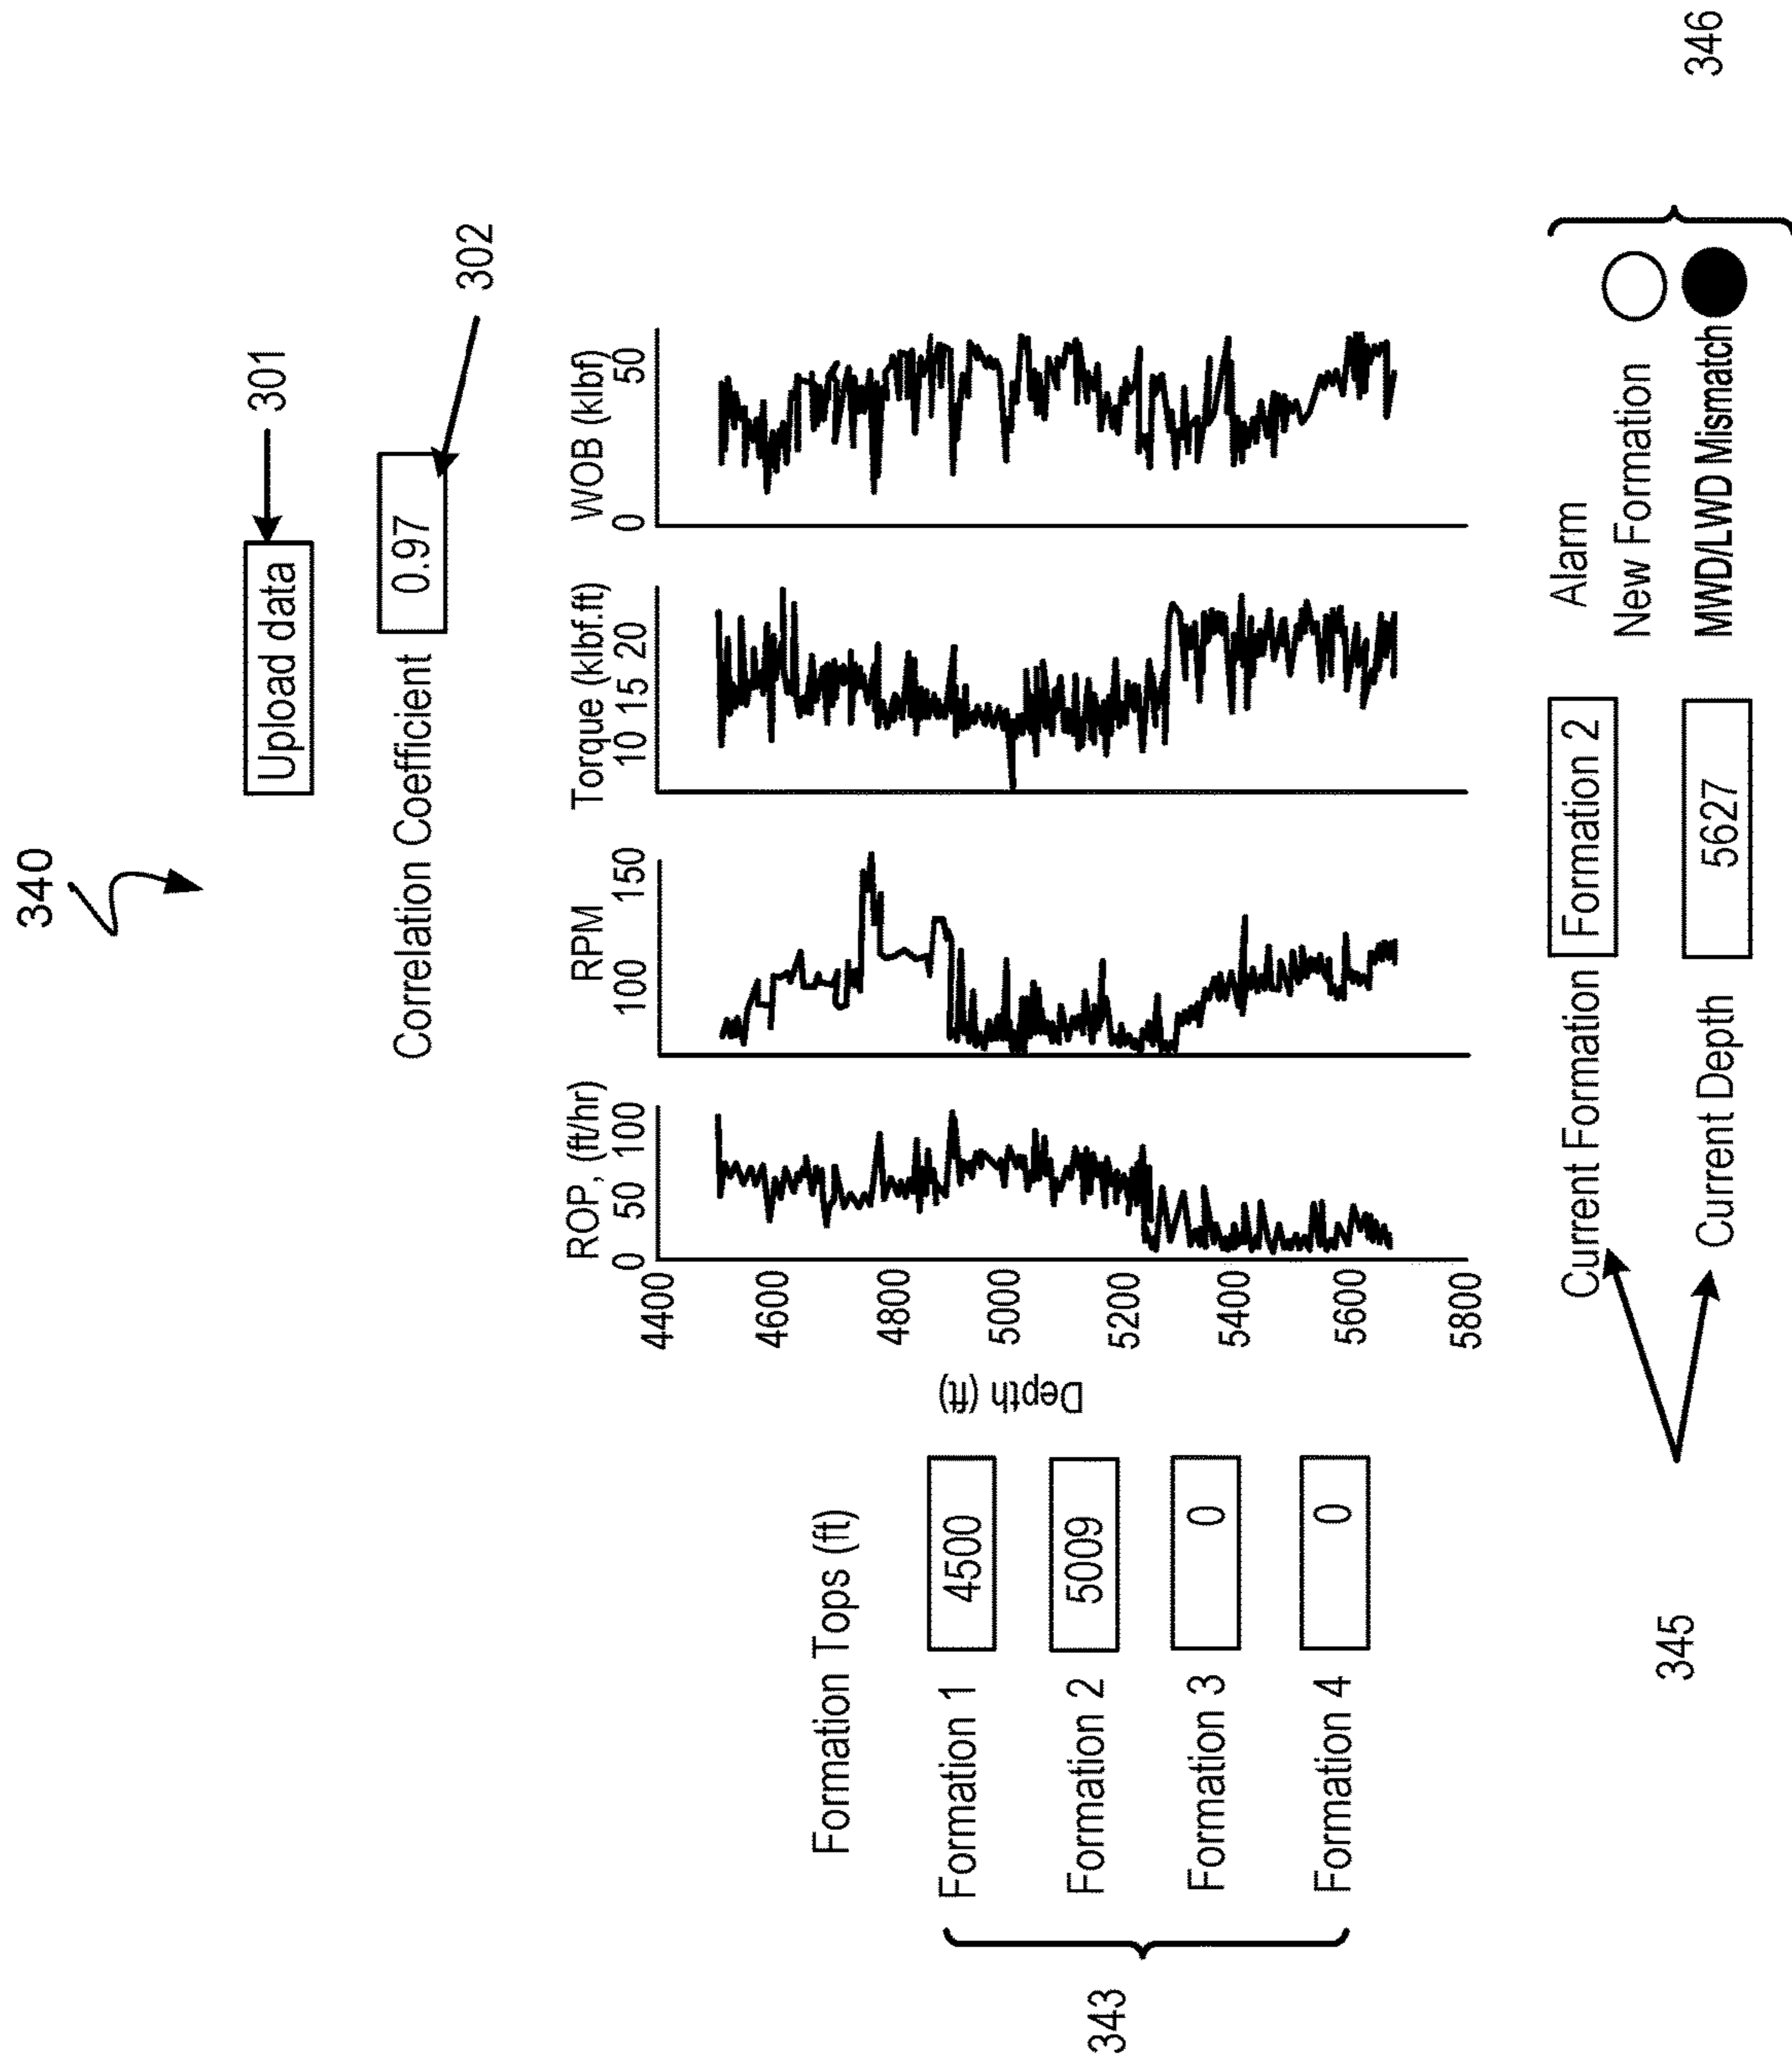 340
Upload data
301
Correlation Coefficient
0.97
302
Formation Tops (ft)
Formation 1
4500
Formation 2
5009
Formation 3
0
Formation 4
0
343
Depth (ft)
4400
4600
4800
5000
5200
5400
5600
5800
ROP, (ft/hr)
0 50 100
RPM
100 150
Torque (klbf.ft)
10 15 20
WOB (klbf)
0 50
Current Formation
Formation 2
Current Depth
5627
345
Alarm
New Formation
MWD/LWD Mismatch
346